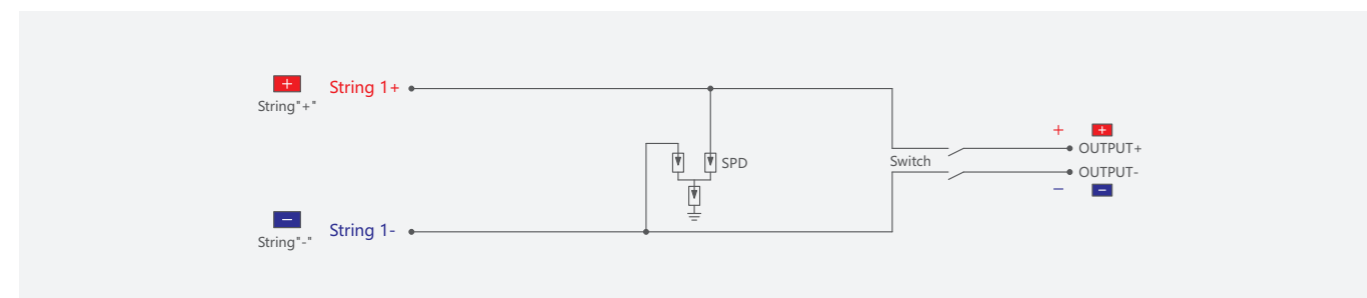 +
String 1+
String"+"
+ +
OUTPUT+
SPD
Switch
OUTPUT-
– –
–
String 1-
String"-"